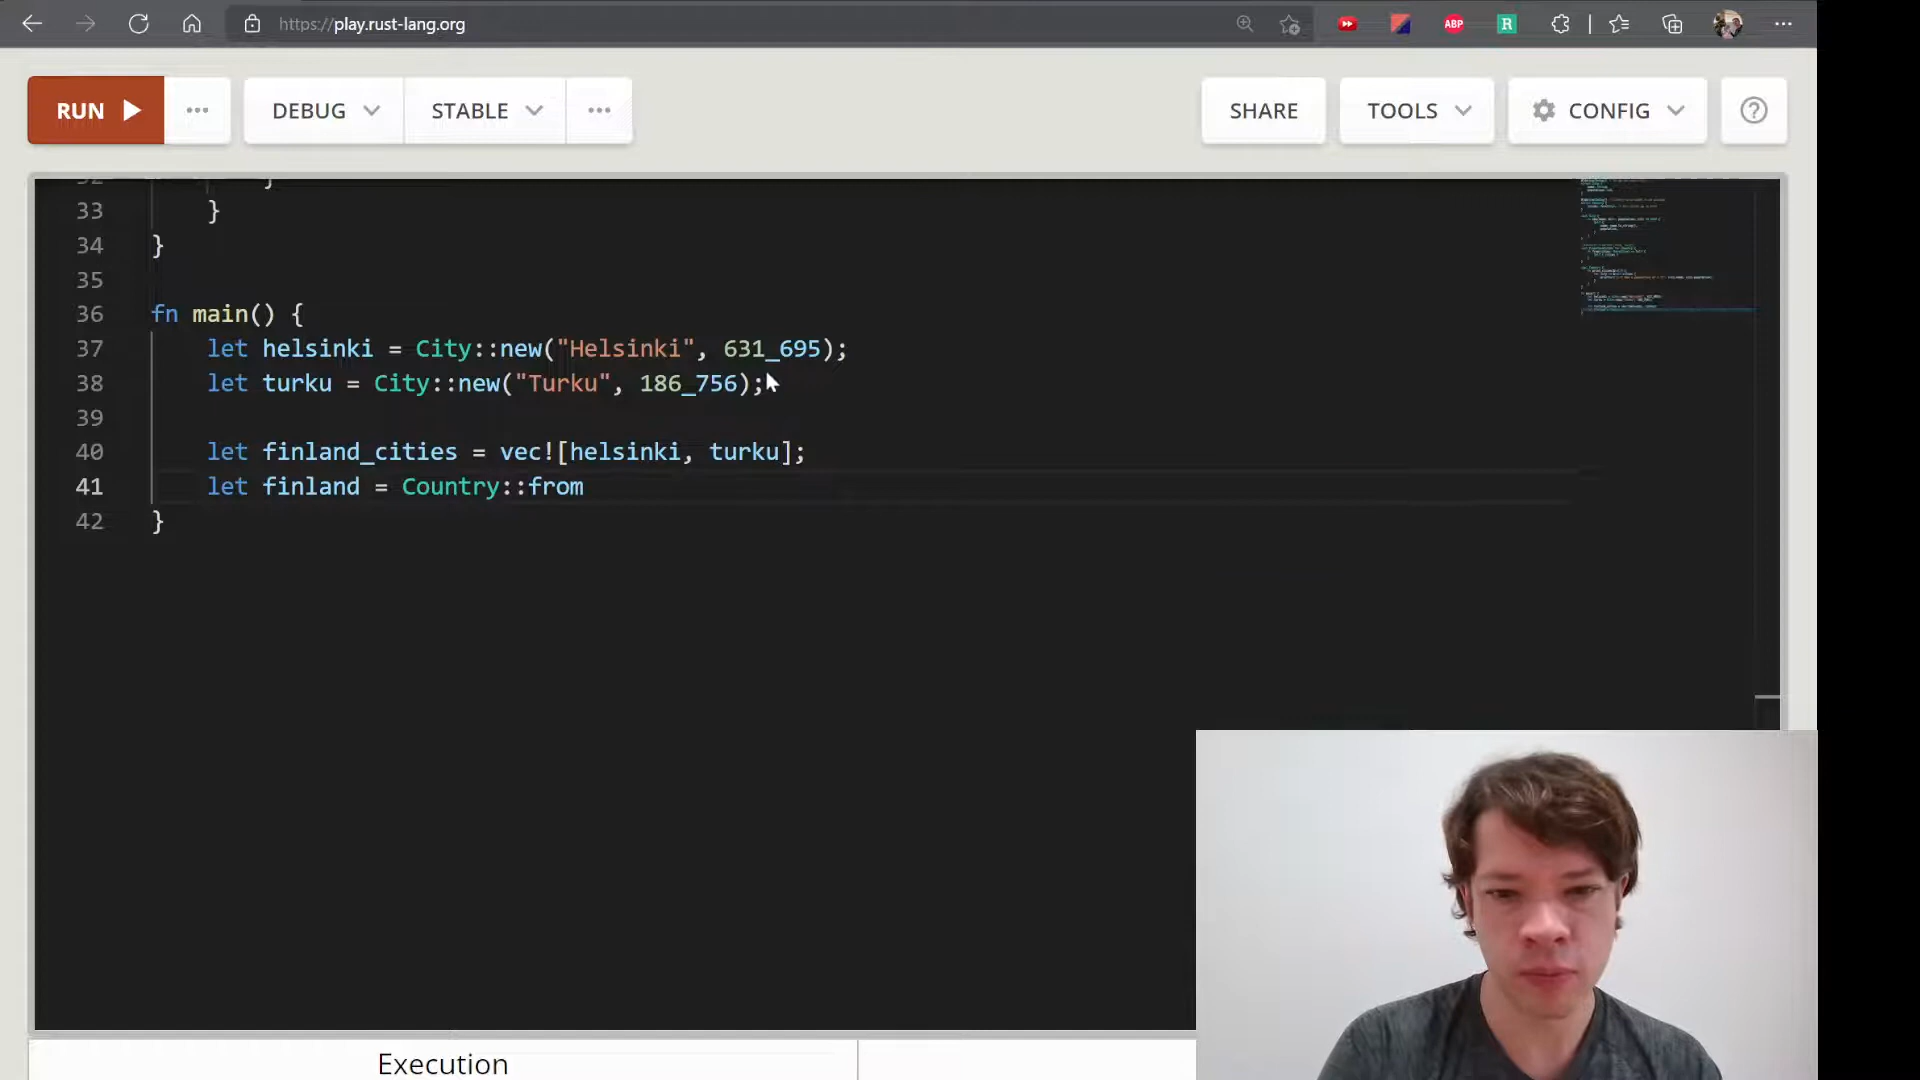 https://play.rust-lang.org
ABP
R
RUN
DEBUG
STABLE
SHARE
TOOLS
CONFIG
33 }
34 }
35
36 fn main() {
37 let helsinki = City::new("Helsinki", 631_695);
38 let turku = City::new("Turku", 186_756);
39
40 let finland_cities = vec![helsinki, turku];
41 let finland = Country::from
42 }
Execution